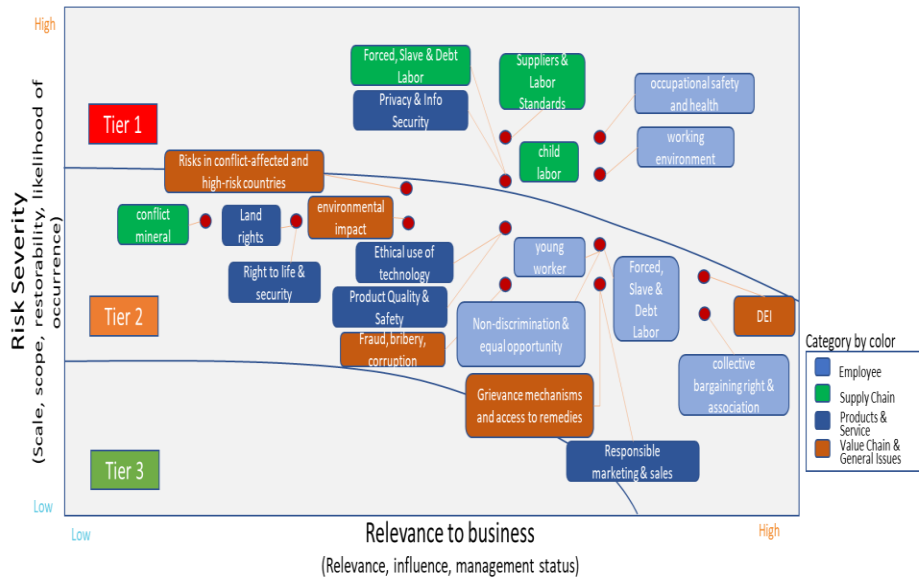 High
Risk Severity
(Scale, scope, restorability, likelihood of
occurrence)
Tier 1
Tier 2
Tier 3
Low
Forced, Slave & Debt
Labor
Privacy & Info
Security
Suppliers &
Labor
Standards
child
labor
occupational safety
and health
working
environment
Risks in conflict-affected and
high-risk countries
conflict
mineral
Land
rights
environmental
impact
Right to life &
security
Ethical use of
technology
Product Quality &
Safety
Fraud, bribery,
corruption
young
worker
Non-discrimination &
equal opportunity
Forced,
Slave &
Debt
Labor
DEI
collective
bargaining right &
association
Grievance mechanisms
and access to remedies
Responsible
marketing & sales
Category by color
Employee
Supply Chain
Products &
Service
Value Chain &
General Issues
Low
Relevance to business
High
(Relevance, influence, management status)